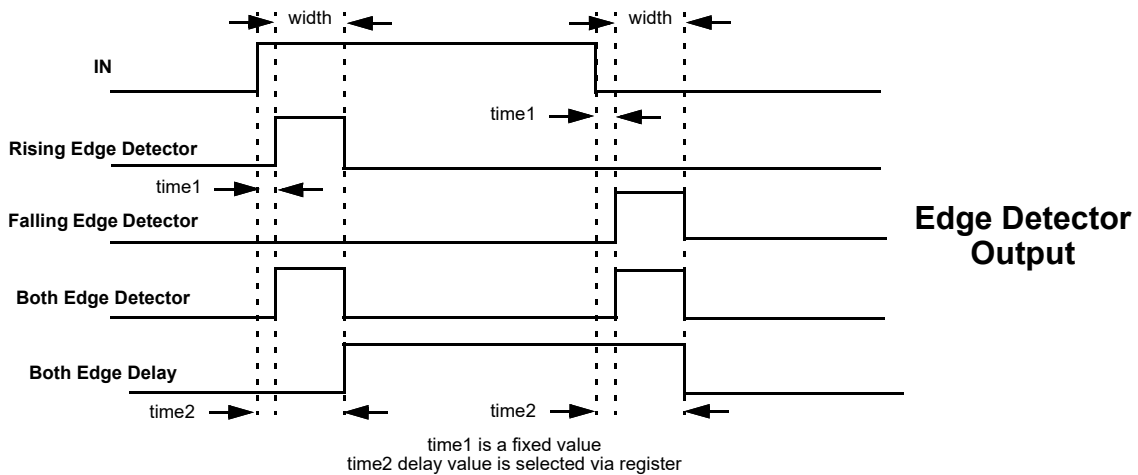 width
width
IN
time1
Rising Edge Detector
time1
Falling Edge Detector
Edge Detector
Output
Both Edge Detector
Both Edge Delay
time2
time2
time1 is a fixed value
time2 delay value is selected via register